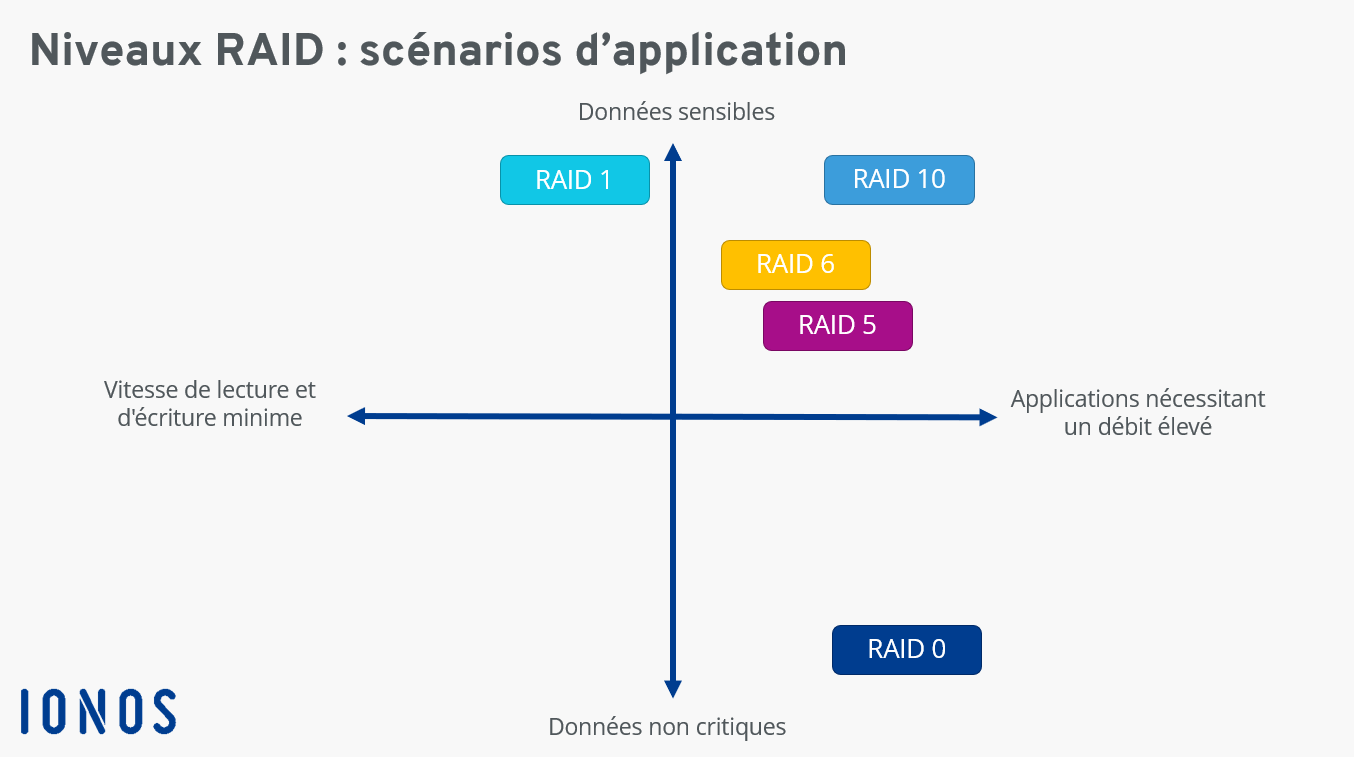 Niveaux RAID : scénarios d’application
Données sensibles
RAID 1
RAID 10
RAID 6
RAID 5
Vitesse de lecture et
d'écriture minime
Applications nécessitant
un débit élevé
RAID 0
IONOS
Données non critiques